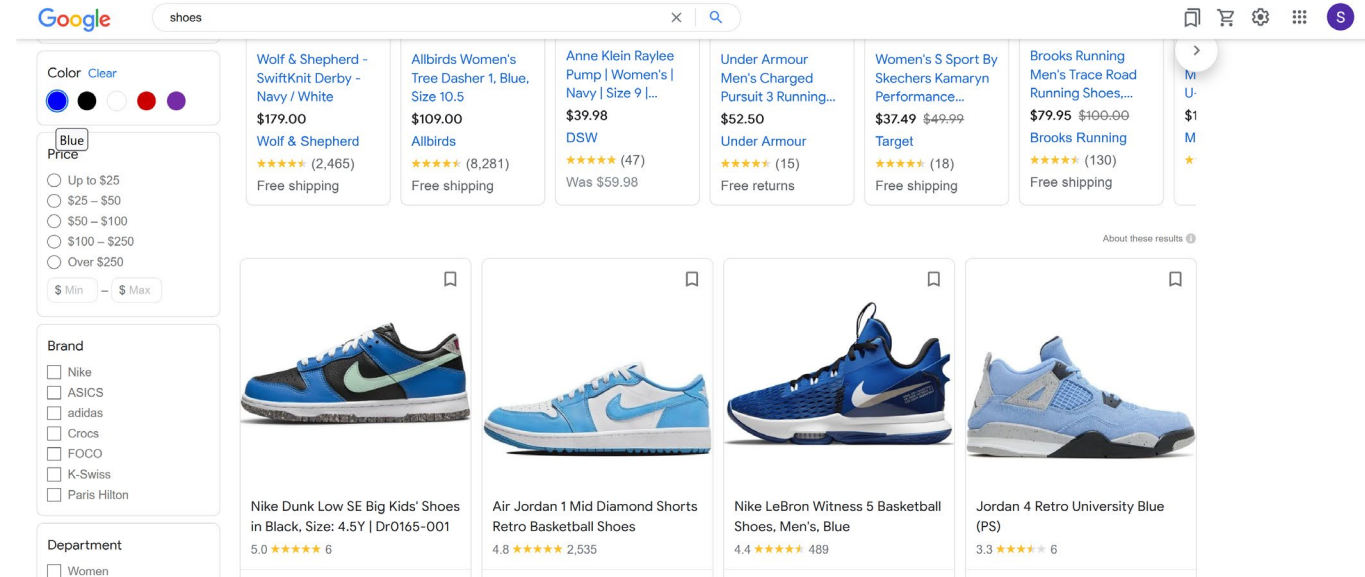 Google
shoes
S
Color Clear
Blue
Price
Up to $25
$25 – $50
$50 – $100
$100 – $250
Over $250
$ Min – $ Max
Brand
Nike
ASICS
adidas
Crocs
FOCO
K-Swiss
Paris Hilton
Department
Women
Wolf & Shepherd -
SwiftKnit Derby -
Navy / White
$179.00
Wolf & Shepherd
(2,465)
Free shipping
Allbirds Women's
Tree Dasher 1, Blue,
Size 10.5
$109.00
Allbirds
(8,281)
Free shipping
Anne Klein Raylee
Pump | Women's |
Navy | Size 9 |...
$39.98
DSW
(47)
Was $59.98
Under Armour
Men's Charged
Pursuit 3 Running...
$52.50
Under Armour
(15)
Free returns
Women's S Sport By
Skechers Kamaryn
Performance...
$37.49 $49.99
Target
(18)
Free shipping
Brooks Running
Men's Trace Road
Running Shoes,...
$79.95 $100.00
Brooks Running
(130)
Free shipping
M
U-
$1
M
About these results
Nike Dunk Low SE Big Kids' Shoes
in Black, Size: 4.5Y | Dr0165-001
5.0 6
Air Jordan 1 Mid Diamond Shorts
Retro Basketball Shoes
4.8 2,535
Nike LeBron Witness 5 Basketball
Shoes, Men's, Blue
4.4 489
Jordan 4 Retro University Blue
(PS)
3.3 6